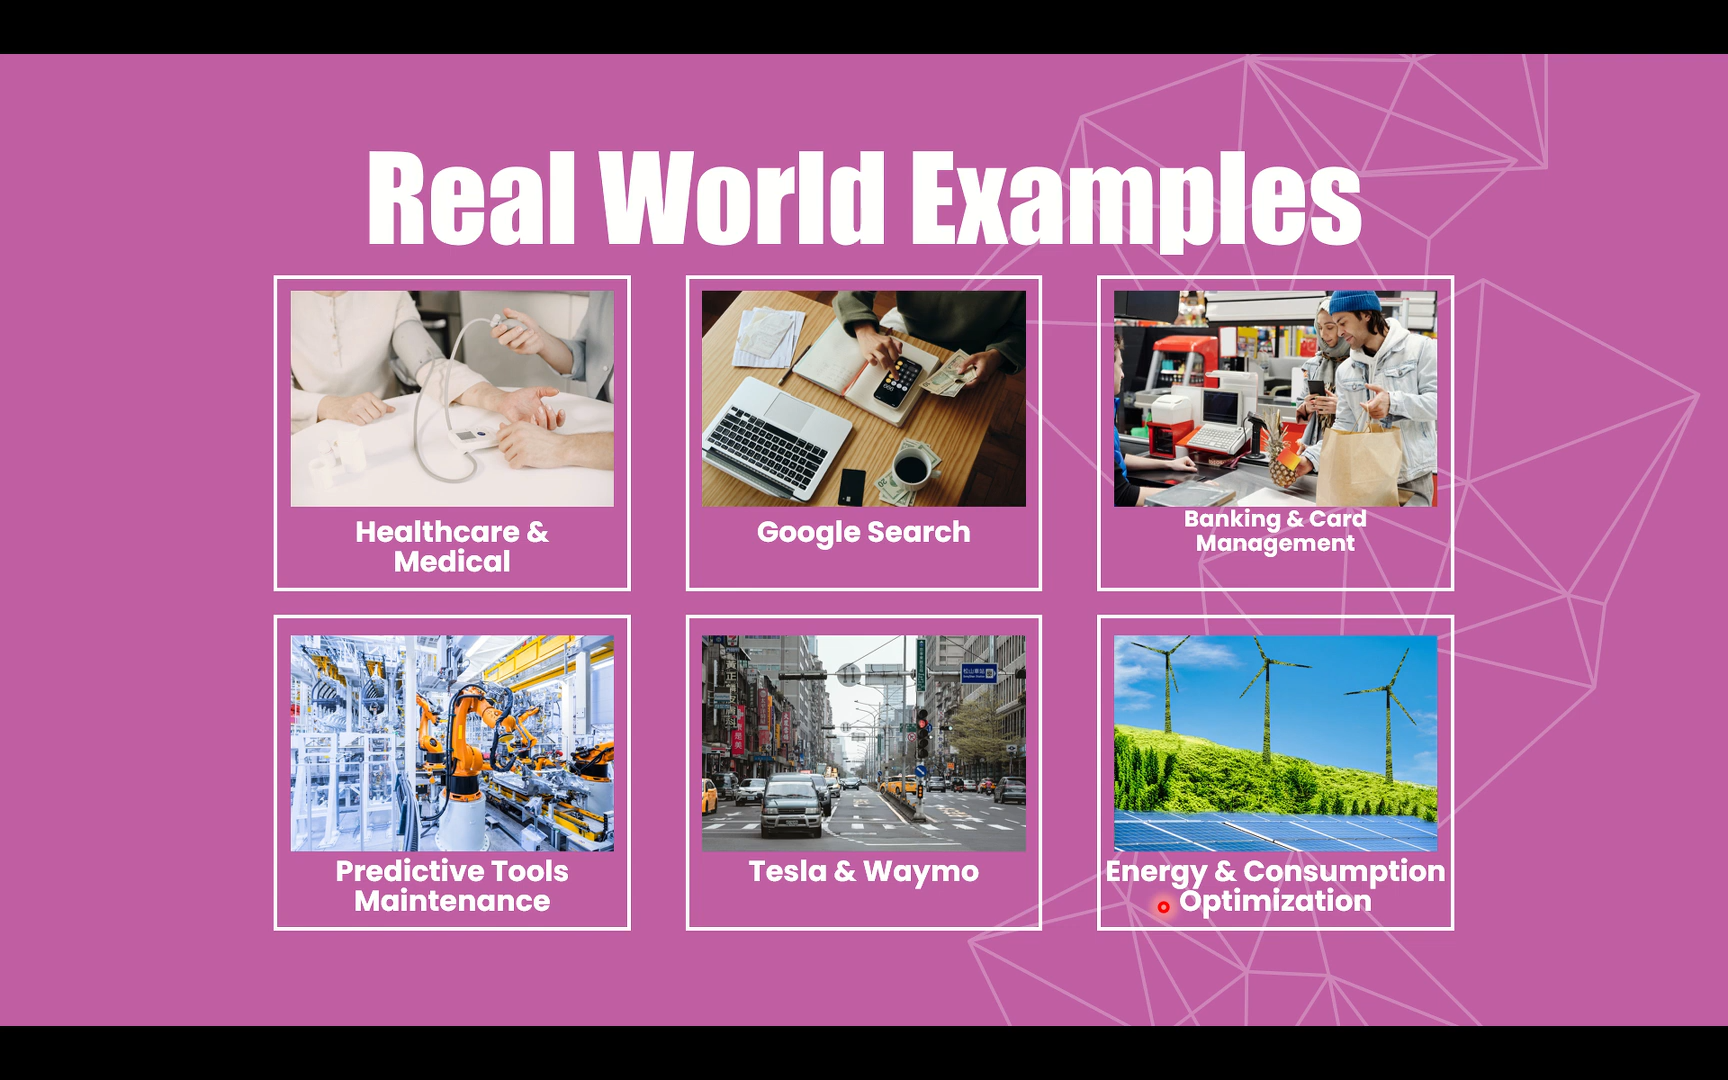 Real World Examples
Healthcare &
Medical
Google Search
Banking & Card
Management
Predictive Tools
Maintenance
Tesla & Waymo
Energy & Consumption
Optimization